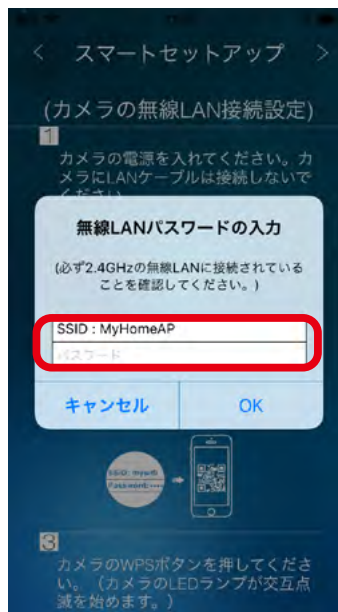 < スマートセットアップ >
(カメラの無線LAN接続設定)
1
カメラの電源を入れてください。カ
メラにLANケーブルは接続しないで
ください
無線LANパスワードの入力
(必ず2.4GHzの無線LANに接続されている
ことを確認してください。)
SSID : MyHomeAP
パスワード
キャンセル
OK
SSID: mywifi
Password:••••
3
カメラのWPSボタンを押してくださ
い。（カメラのLEDランプが交互点
滅を始めます。）